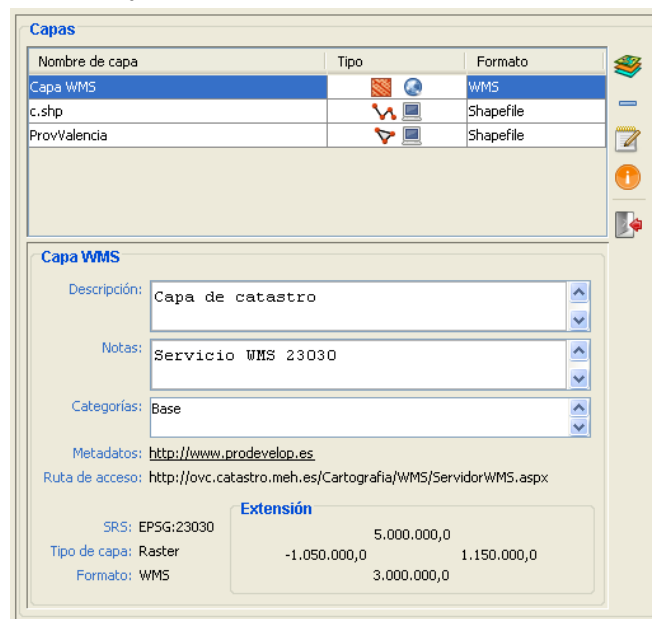 Capas
Nombre de capa Tipo Formato
Capa WMS WMS
c.shp Shapefile
ProvValencia Shapefile
Capa WMS
Descripción: Capa de catastro
Notas: Servicio WMS 23030
Categorías: Base
Metadatos: http://www.prodevelop.es
Ruta de acceso: http://ovc.catastro.meh.es/Cartografia/WMS/ServidorWMS.aspx
Extensión
SRS: EPSG:23030 5.000.000,0
Tipo de capa: Raster -1.050.000,0 1.150.000,0
Formato: WMS 3.000.000,0